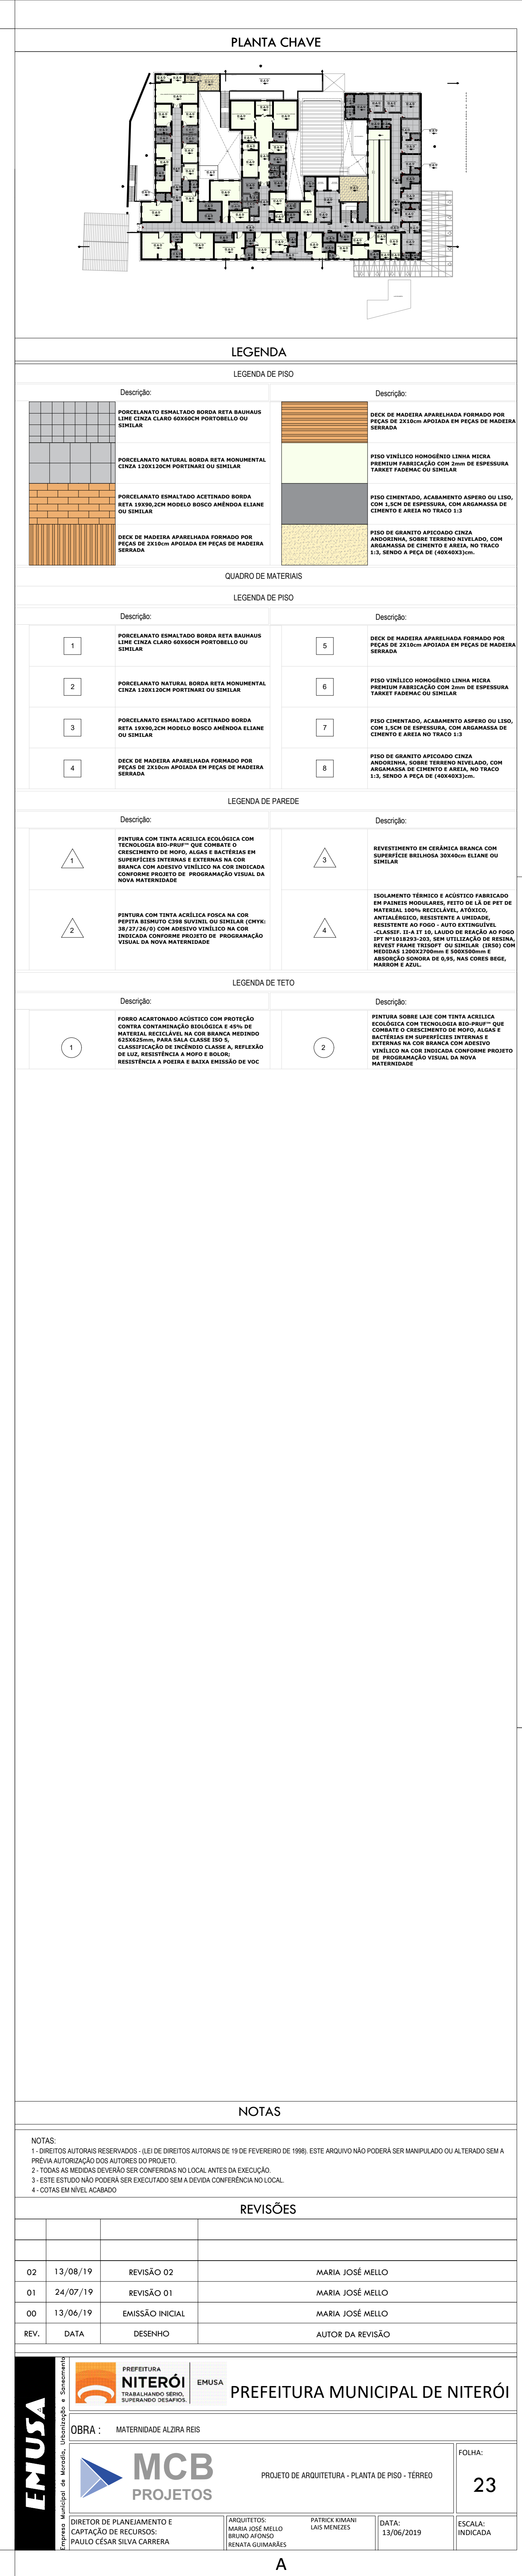 PLANTA CHAVE
LEGENDA
LEGENDA DE PISO
Descrição:
PORCELANATO ESMALTADO BORDA RETA BAUHAUS
LIME CINZA CLARO 60X60CM PORTOBELLO OU
SIMILAR
PORCELANATO NATURAL BORDA RETA MONUMENTAL
CINZA 120X120CM PORTINARI OU SIMILAR
PORCELANATO ESMALTADO ACETINADO BORDA
RETA 19X90,2CM MODELO BOSCO AMÊNDOA ELIANE
OU SIMILAR
DECK DE MADEIRA APARELHADA FORMADO POR
PEÇAS DE 2X10cm APOIADA EM PEÇAS DE MADEIRA
SERRADA
Descrição:
DECK DE MADEIRA APARELHADA FORMADO POR
PEÇAS DE 2X10cm APOIADA EM PEÇAS DE MADEIRA
SERRADA
PISO VINÍLICO HOMOGÊNIO LINHA MICRA
PREMIUM FABRICAÇÃO COM 2mm DE ESPESSURA
TARKET FADEMAC OU SIMILAR
PISO CIMENTADO, ACABAMENTO ASPERO OU LISO,
COM 1,5CM DE ESPESSURA, COM ARGAMASSA DE
CIMENTO E AREIA NO TRACO 1:3
PISO DE GRANITO APICOADO CINZA
ANDORINHA, SOBRE TERRENO NIVELADO, COM
ARGAMASSA DE CIMENTO E AREIA, NO TRACO
1:3, SENDO A PEÇA DE (40X40X3)cm.
QUADRO DE MATERIAIS
LEGENDA DE PISO
Descrição:
1
PORCELANATO ESMALTADO BORDA RETA BAUHAUS
LIME CINZA CLARO 60X60CM PORTOBELLO OU
SIMILAR
2
PORCELANATO NATURAL BORDA RETA MONUMENTAL
CINZA 120X120CM PORTINARI OU SIMILAR
3
PORCELANATO ESMALTADO ACETINADO BORDA
RETA 19X90,2CM MODELO BOSCO AMÊNDOA ELIANE
OU SIMILAR
4
DECK DE MADEIRA APARELHADA FORMADO POR
PEÇAS DE 2X10cm APOIADA EM PEÇAS DE MADEIRA
SERRADA
Descrição:
5
DECK DE MADEIRA APARELHADA FORMADO POR
PEÇAS DE 2X10cm APOIADA EM PEÇAS DE MADEIRA
SERRADA
6
PISO VINÍLICO HOMOGÊNIO LINHA MICRA
PREMIUM FABRICAÇÃO COM 2mm DE ESPESSURA
TARKET FADEMAC OU SIMILAR
7
PISO CIMENTADO, ACABAMENTO ASPERO OU LISO,
COM 1,5CM DE ESPESSURA, COM ARGAMASSA DE
CIMENTO E AREIA NO TRACO 1:3
8
PISO DE GRANITO APICOADO CINZA
ANDORINHA, SOBRE TERRENO NIVELADO, COM
ARGAMASSA DE CIMENTO E AREIA, NO TRACO
1:3, SENDO A PEÇA DE (40X40X3)cm.
LEGENDA DE PAREDE
Descrição:
1
PINTURA COM TINTA ACRILICA ECOLÓGICA COM
TECNOLOGIA BIO-PRUF™ QUE COMBATE O
CRESCIMENTO DE MOFO, ALGAS E BACTÉRIAS EM
SUPERFÍCIES INTERNAS E EXTERNAS NA COR
BRANCA COM ADESIVO VINÍLICO NA COR INDICADA
CONFORME PROJETO DE PROGRAMAÇÃO VISUAL DA
NOVA MATERNIDADE
2
PINTURA COM TINTA ACRÍLICA FOSCA NA COR
PEPITA BISMUTO C398 SUVINIL OU SIMILAR (CMYK:
38/27/26/0) COM ADESIVO VINÍLICO NA COR
INDICADA CONFORME PROJETO DE PROGRAMAÇÃO
VISUAL DA NOVA MATERNIDADE
Descrição:
3
REVESTIMENTO EM CERÂMICA BRANCA COM
SUPERFÍCIE BRILHOSA 30X40cm ELIANE OU
SIMILAR
4
ISOLAMENTO TÉRMICO E ACÚSTICO FABRICADO
EM PAINEIS MODULARES, FEITO DE LÃ DE PET DE
MATERIAL 100% RECICLÁVEL, ATÓXICO,
ANTIALÉRGICO, RESISTENTE A UMIDADE,
RESISTENTE AO FOGO - AUTO EXTINGUÍVEL
-CLASSIF. II-A IT 10, LAUDO DE REAÇÃO AO FOGO
IPT Nº1018293-203, SEM UTILIZAÇÃO DE RESINA,
REVEST FRAME TRISOFT OU SIMILAR (IR50) COM
MEDIDAS 1200X2700mm E 500X500mm E
ABSORÇÃO SONORA DE 0,95, NAS CORES BEGE,
MARROM E AZUL.
LEGENDA DE TETO
Descrição:
1
FORRO ACARTONADO ACÚSTICO COM PROTEÇÃO
CONTRA CONTAMINAÇÃO BIOLÓGICA E 45% DE
MATERIAL RECICLÁVEL NA COR BRANCA MEDINDO
625X625mm, PARA SALA CLASSE ISO 5,
CLASSIFICAÇÃO DE INCÊNDIO CLASSE A, REFLEXÃO
DE LUZ, RESISTÊNCIA A MOFO E BOLOR;
RESISTÊNCIA A POEIRA E BAIXA EMISSÃO DE VOC
Descrição:
2
PINTURA SOBRE LAJE COM TINTA ACRILICA
ECOLÓGICA COM TECNOLOGIA BIO-PRUF™ QUE
COMBATE O CRESCIMENTO DE MOFO, ALGAS E
BACTÉRIAS EM SUPERFÍCIES INTERNAS E
EXTERNAS NA COR BRANCA COM ADESIVO
VINÍLICO NA COR INDICADA CONFORME PROJETO
DE PROGRAMAÇÃO VISUAL DA NOVA
MATERNIDADE
NOTAS
NOTAS:
1 - DIREITOS AUTORAIS RESERVADOS - (LEI DE DIREITOS AUTORAIS DE 19 DE FEVEREIRO DE 1998). ESTE ARQUIVO NÃO PODERÁ SER MANIPULADO OU ALTERADO SEM A
PRÉVIA AUTORIZAÇÃO DOS AUTORES DO PROJETO.
2 - TODAS AS MEDIDAS DEVERÃO SER CONFERIDAS NO LOCAL ANTES DA EXECUÇÃO.
3 - ESTE ESTUDO NÃO PODERÁ SER EXECUTADO SEM A DEVIDA CONFERÊNCIA NO LOCAL.
4 - COTAS EM NÍVEL ACABADO
REVISÕES
02 13/08/19 REVISÃO 02 MARIA JOSÉ MELLO
01 24/07/19 REVISÃO 01 MARIA JOSÉ MELLO
00 13/06/19 EMISSÃO INICIAL MARIA JOSÉ MELLO
REV. DATA DESENHO AUTOR DA REVISÃO
EMUSA
Empresa Municipal de Moradia, Urbanização e Saneamento
PREFEITURA
NITERÓI
TRABALHANDO SÉRIO,
SUPERANDO DESAFIOS.
EMUSA
PREFEITURA MUNICIPAL DE NITERÓI
OBRA : MATERNIDADE ALZIRA REIS
MCB
PROJETOS
PROJETO DE ARQUITETURA - PLANTA DE PISO - TÉRREO
FOLHA:
23
DIRETOR DE PLANEJAMENTO E
CAPTAÇÃO DE RECURSOS:
PAULO CÉSAR SILVA CARRERA
ARQUITETOS:
MARIA JOSÉ MELLO
BRUNO AFONSO
RENATA GUIMARÃES
PATRICK KIMANI
LAIS MENEZES
DATA:
13/06/2019
ESCALA:
INDICADA
A